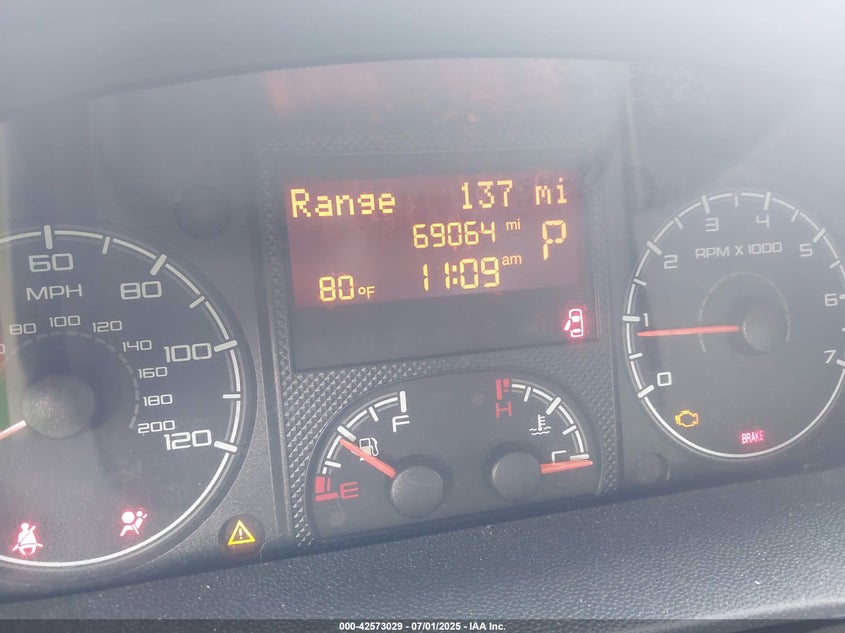 Range 137 mi
69064 mi P
80°F 11:09 am
60
MPH 80
80 100 120
140
100
160
180
200
120
F
E
H
C
RPM X 1000
0 1 2 3 4 5 6 7
BRAKE
000-42573029 - 07/01/2025 - IAA Inc.